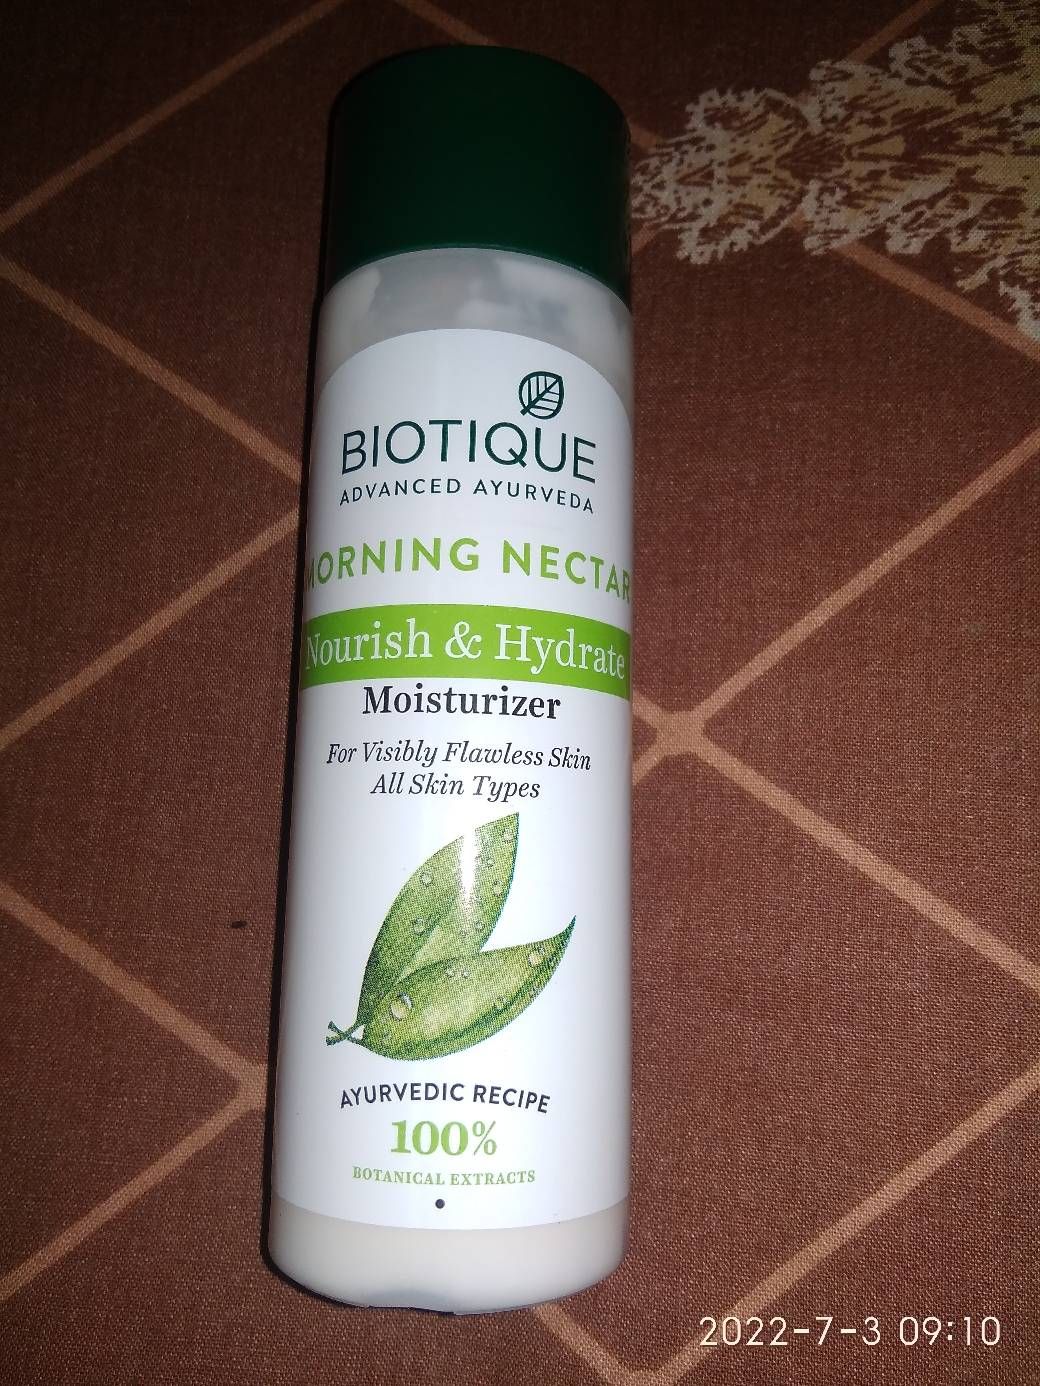 BIOTIQUE
ADVANCED AYURVEDA
MORNING NECTAR
Nourish & Hydrate
Moisturizer
For Visibly Flawless Skin
All Skin Types
AYURVEDIC RECIPE
100%
BOTANICAL EXTRACTS
2022-7-3 09:10